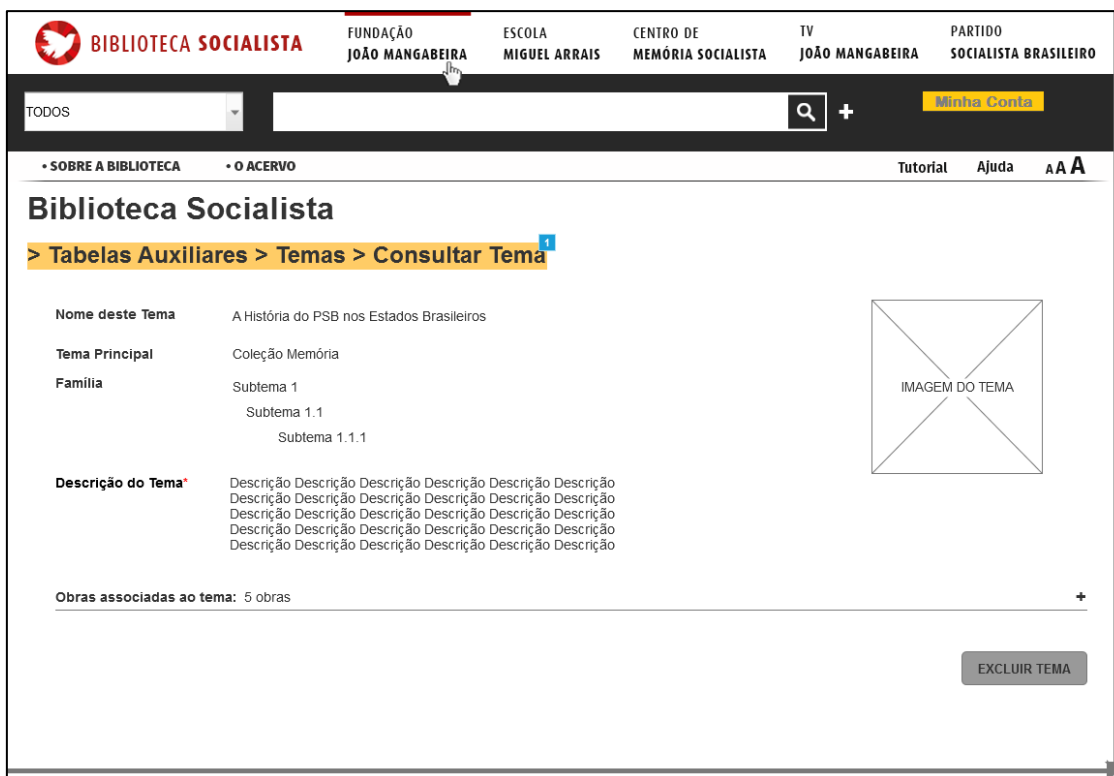 BIBLIOTECA SOCIALISTA
FUNDAÇÃO
JOÃO MANGABEIRA
ESCOLA
MIGUEL ARRAIS
CENTRO DE
MEMÓRIA SOCIALISTA
TV
JOÃO MANGABEIRA
PARTIDO
SOCIALISTA BRASILEIRO
TODOS
+
Minha Conta
• SOBRE A BIBLIOTECA
• O ACERVO
Tutorial
Ajuda
A A A
Biblioteca Socialista
> Tabelas Auxiliares > Temas > Consultar Tema
1
Nome deste Tema
A História do PSB nos Estados Brasileiros
Tema Principal
Coleção Memória
Família
Subtema 1
Subtema 1.1
Subtema 1.1.1
IMAGEM DO TEMA
Descrição do Tema*
Descrição Descrição Descrição Descrição Descrição Descrição
Descrição Descrição Descrição Descrição Descrição Descrição
Descrição Descrição Descrição Descrição Descrição Descrição
Descrição Descrição Descrição Descrição Descrição Descrição
Descrição Descrição Descrição Descrição Descrição Descrição
Obras associadas ao tema: 5 obras
+
EXCLUIR TEMA